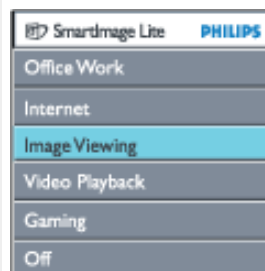 SmartImage Lite PHILIPS
Office Work
Internet
Image Viewing
Video Playback
Gaming
Off